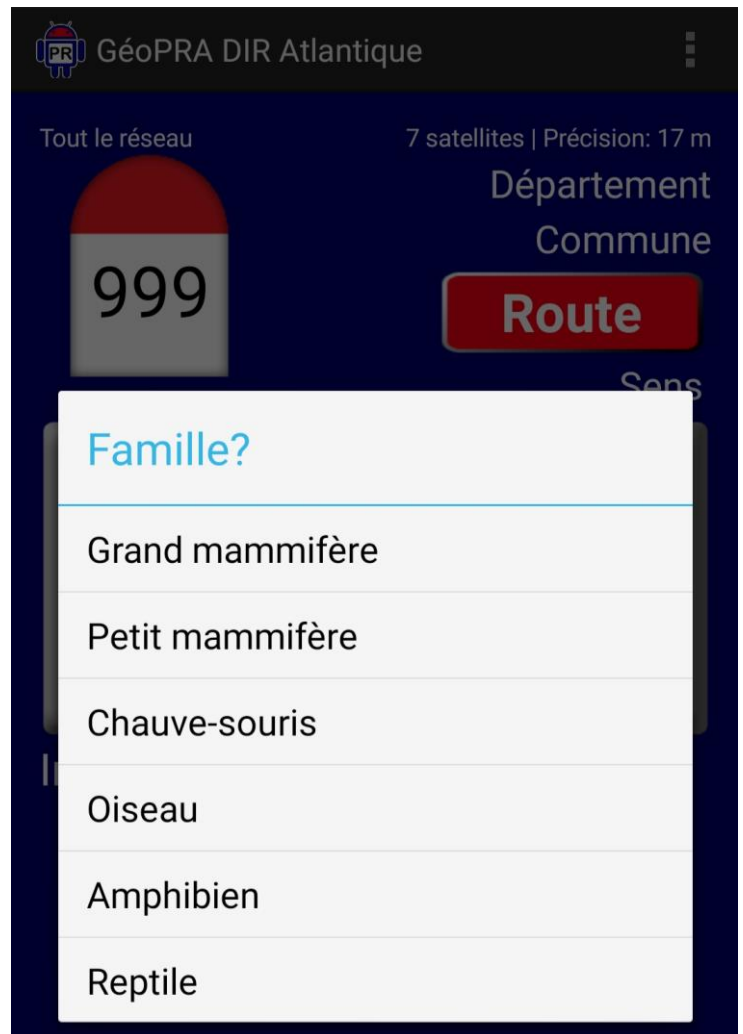 PR GéoPRA DIR Atlantique
Tout le réseau
7 satellites | Précision: 17 m
Département
Commune
999
Route
Sens
Famille?
Grand mammifère
Petit mammifère
Chauve-souris
Oiseau
Amphibien
Reptile